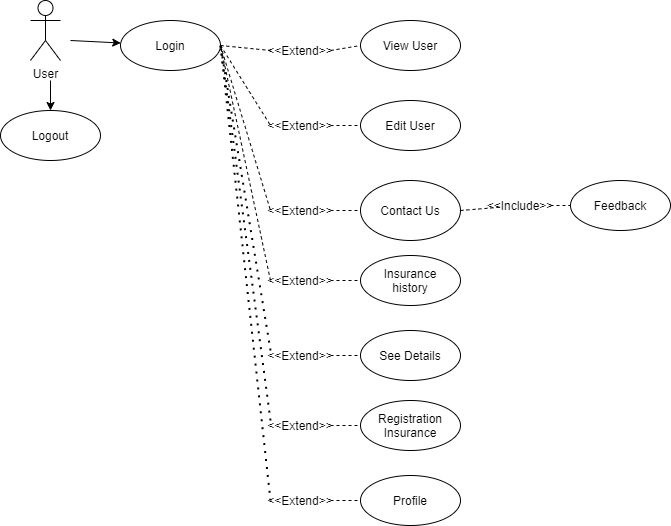 User
Login
<<Extend>>
View User
Logout
<<Extend>>
Edit User
<<Extend>>
Contact Us
<<Include>>
Feedback
<<Extend>>
Insurance
history
<<Extend>>
See Details
<<Extend>>
Registration
Insurance
<<Extend>>
Profile